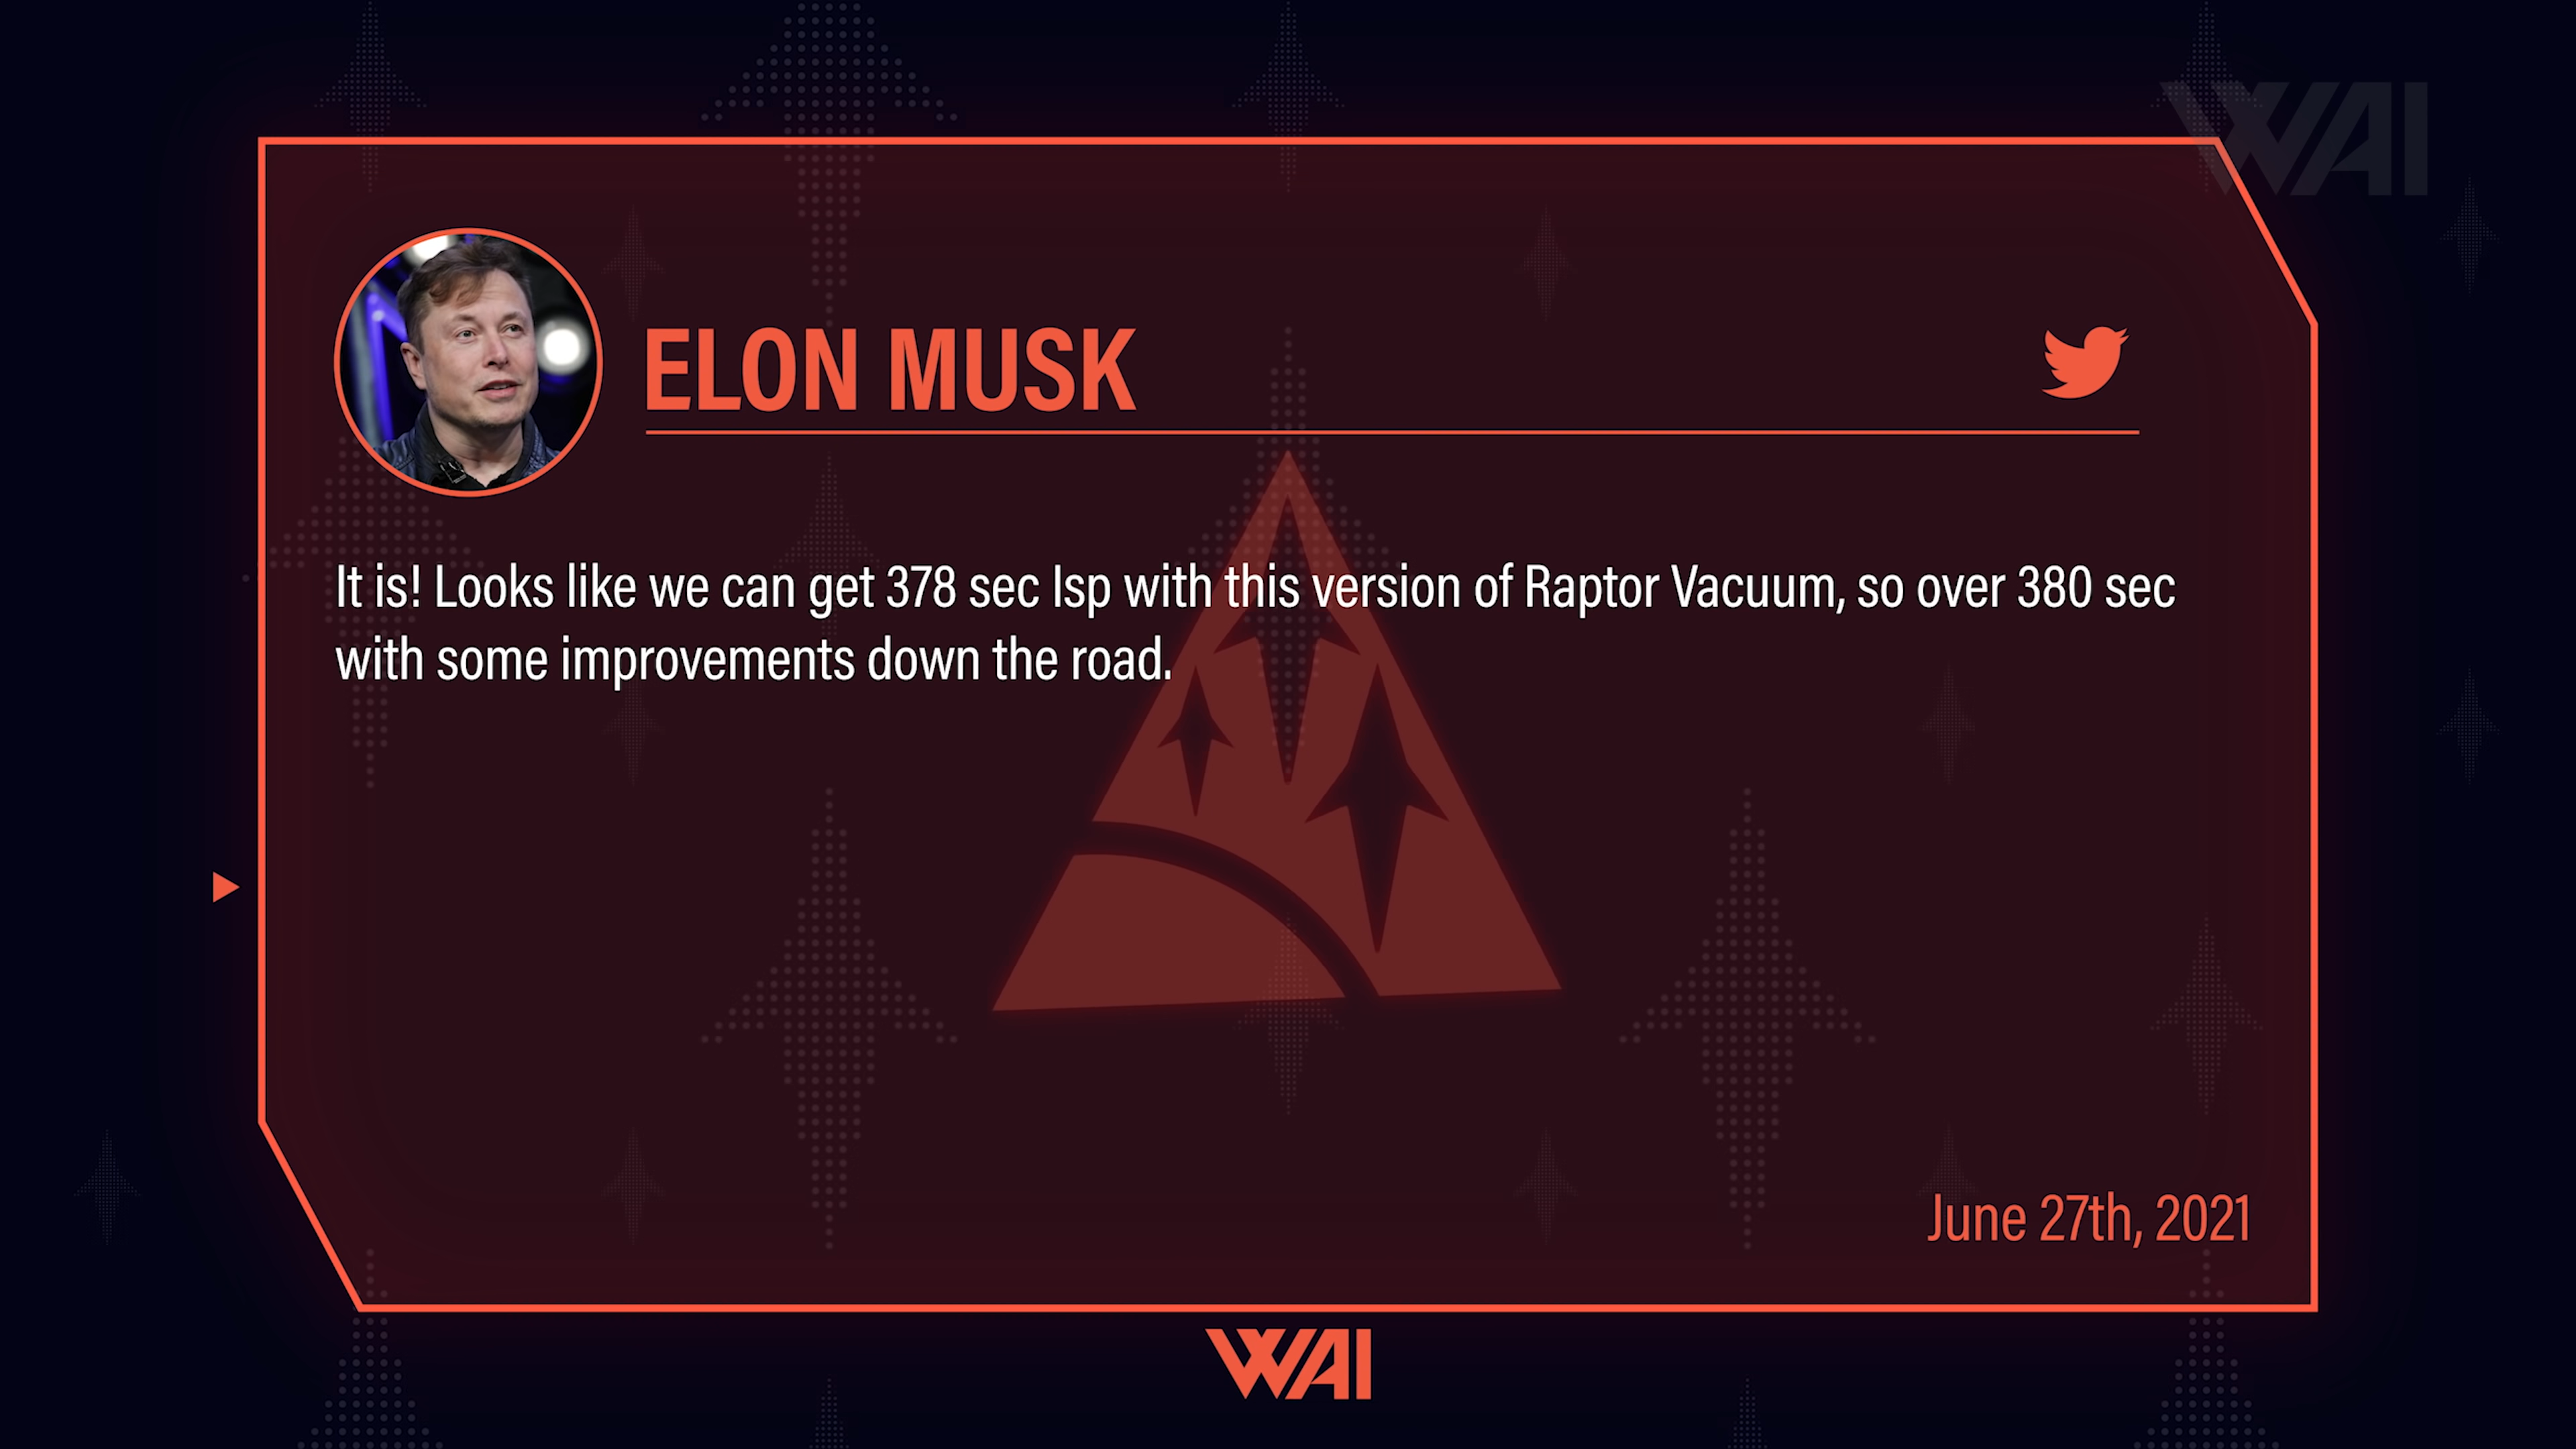 WAI
ELON MUSK
It is! Looks like we can get 378 sec Isp with this version of Raptor Vacuum, so over 380 sec
with some improvements down the road.
June 27th, 2021
WAI